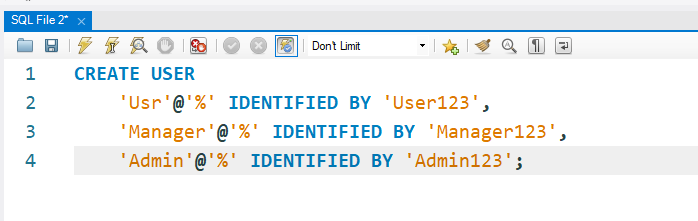 SQL File 2*
Don't Limit
1 CREATE USER
2 'Usr'@'%' IDENTIFIED BY 'User123',
3 'Manager'@'%' IDENTIFIED BY 'Manager123',
4 'Admin'@'%' IDENTIFIED BY 'Admin123';